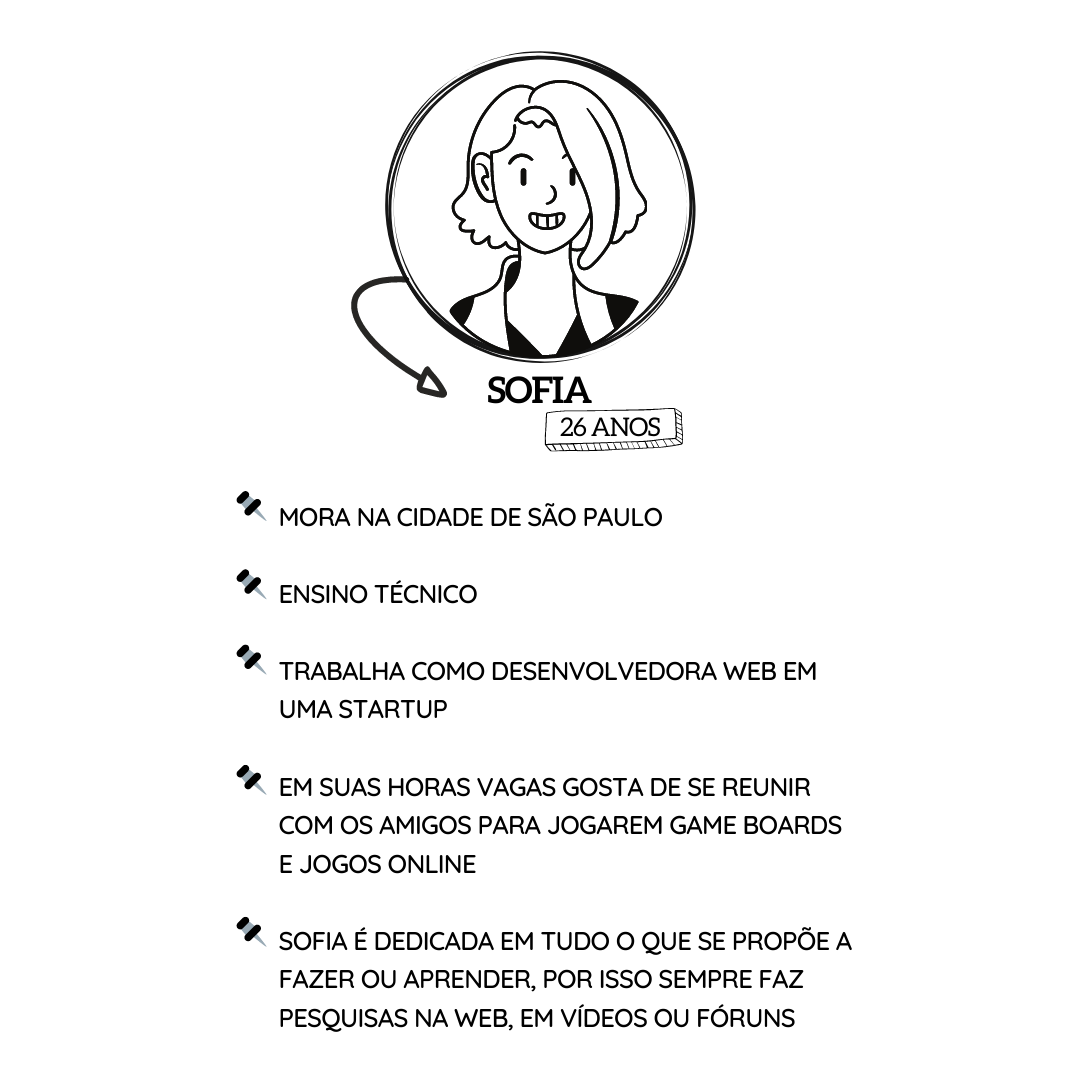 SOFIA
26 ANOS
MORA NA CIDADE DE SÃO PAULO
ENSINO TÉCNICO
TRABALHA COMO DESENVOLVEDORA WEB EM
UMA STARTUP
EM SUAS HORAS VAGAS GOSTA DE SE REUNIR
COM OS AMIGOS PARA JOGAREM GAME BOARDS
E JOGOS ONLINE
SOFIA É DEDICADA EM TUDO O QUE SE PROPÕE A
FAZER OU APRENDER, POR ISSO SEMPRE FAZ
PESQUISAS NA WEB, EM VÍDEOS OU FÓRUNS